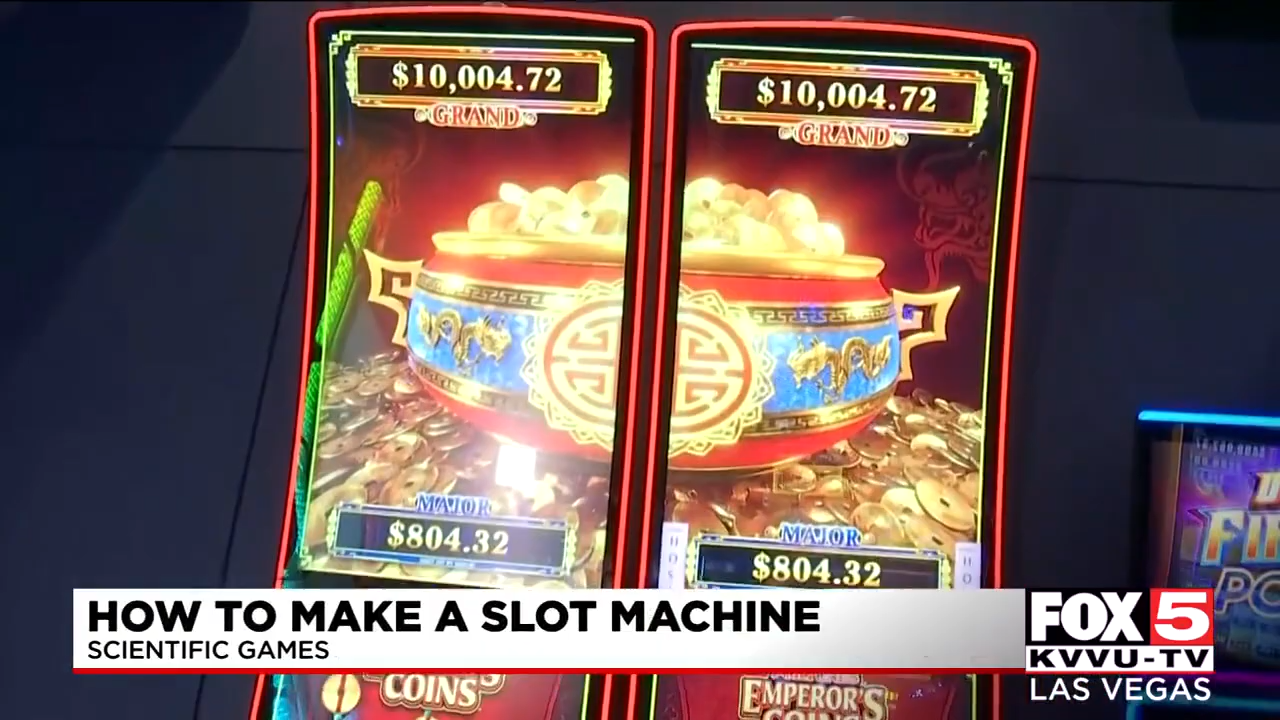 $10,004.72
GRAND
$10,004.72
GRAND
MAJOR
$804.32
MAJOR
$804.32
HOW TO MAKE A SLOT MACHINE
SCIENTIFIC GAMES
FOX 5
KVVU-TV
LAS VEGAS
COINS
EMPEROR'S
COINS